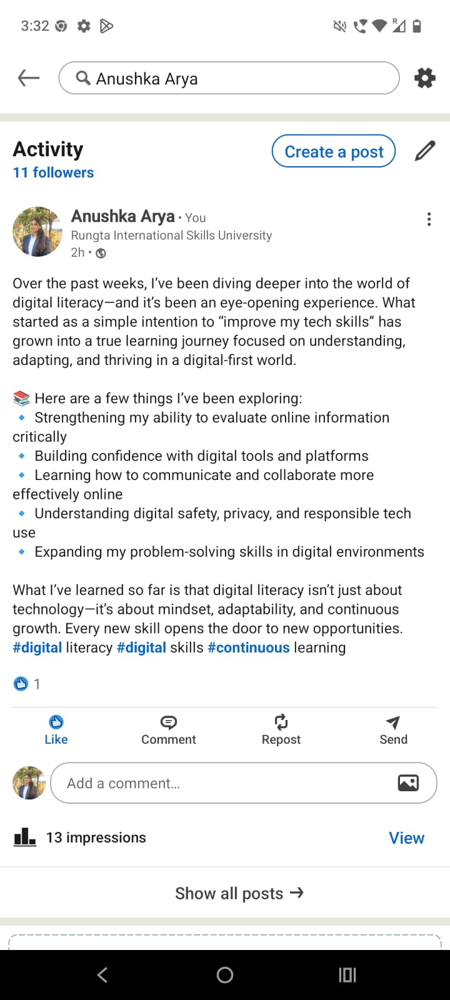 3:32
R
Anushka Arya
Activity
Create a post
11 followers
Anushka Arya • You
Rungta International Skills University
2h •
Over the past weeks, I’ve been diving deeper into the world of
digital literacy—and it’s been an eye-opening experience. What
started as a simple intention to “improve my tech skills” has
grown into a true learning journey focused on understanding,
adapting, and thriving in a digital-first world.
📚 Here are a few things I’ve been exploring:
🔹 Strengthening my ability to evaluate online information
critically
🔹 Building confidence with digital tools and platforms
🔹 Learning how to communicate and collaborate more
effectively online
🔹 Understanding digital safety, privacy, and responsible tech
use
🔹 Expanding my problem-solving skills in digital environments
What I’ve learned so far is that digital literacy isn’t just about
technology—it’s about mindset, adaptability, and continuous
growth. Every new skill opens the door to new opportunities.
#digital literacy #digital skills #continuous learning
1
Like
Comment
Repost
Send
Add a comment...
13 impressions
View
Show all posts →